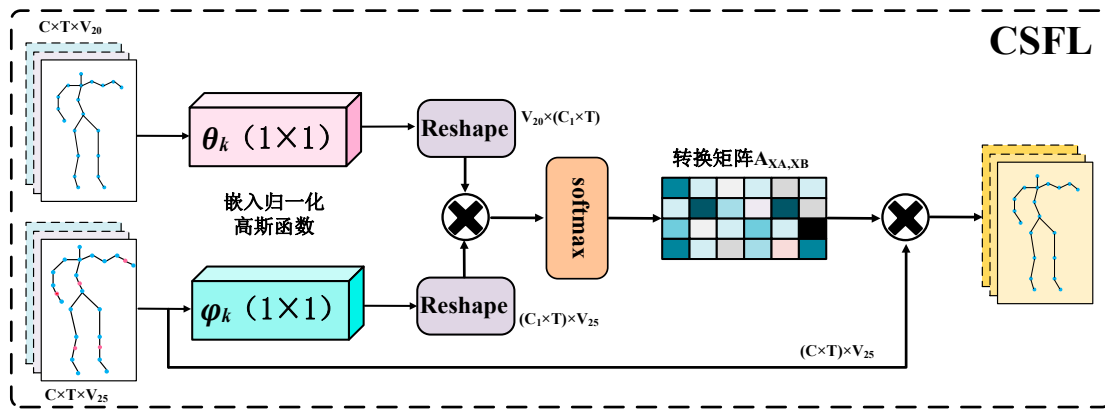 CSFL
C×T×V₂₀
θₖ（1×1）
Reshape
V₂₀×(C₁×T)
嵌入归一化
高斯函数
softmax
转换矩阵A_XA,XB
φₖ（1×1）
Reshape
(C₁×T)×V₂₅
(C×T)×V₂₅
C×T×V₂₅